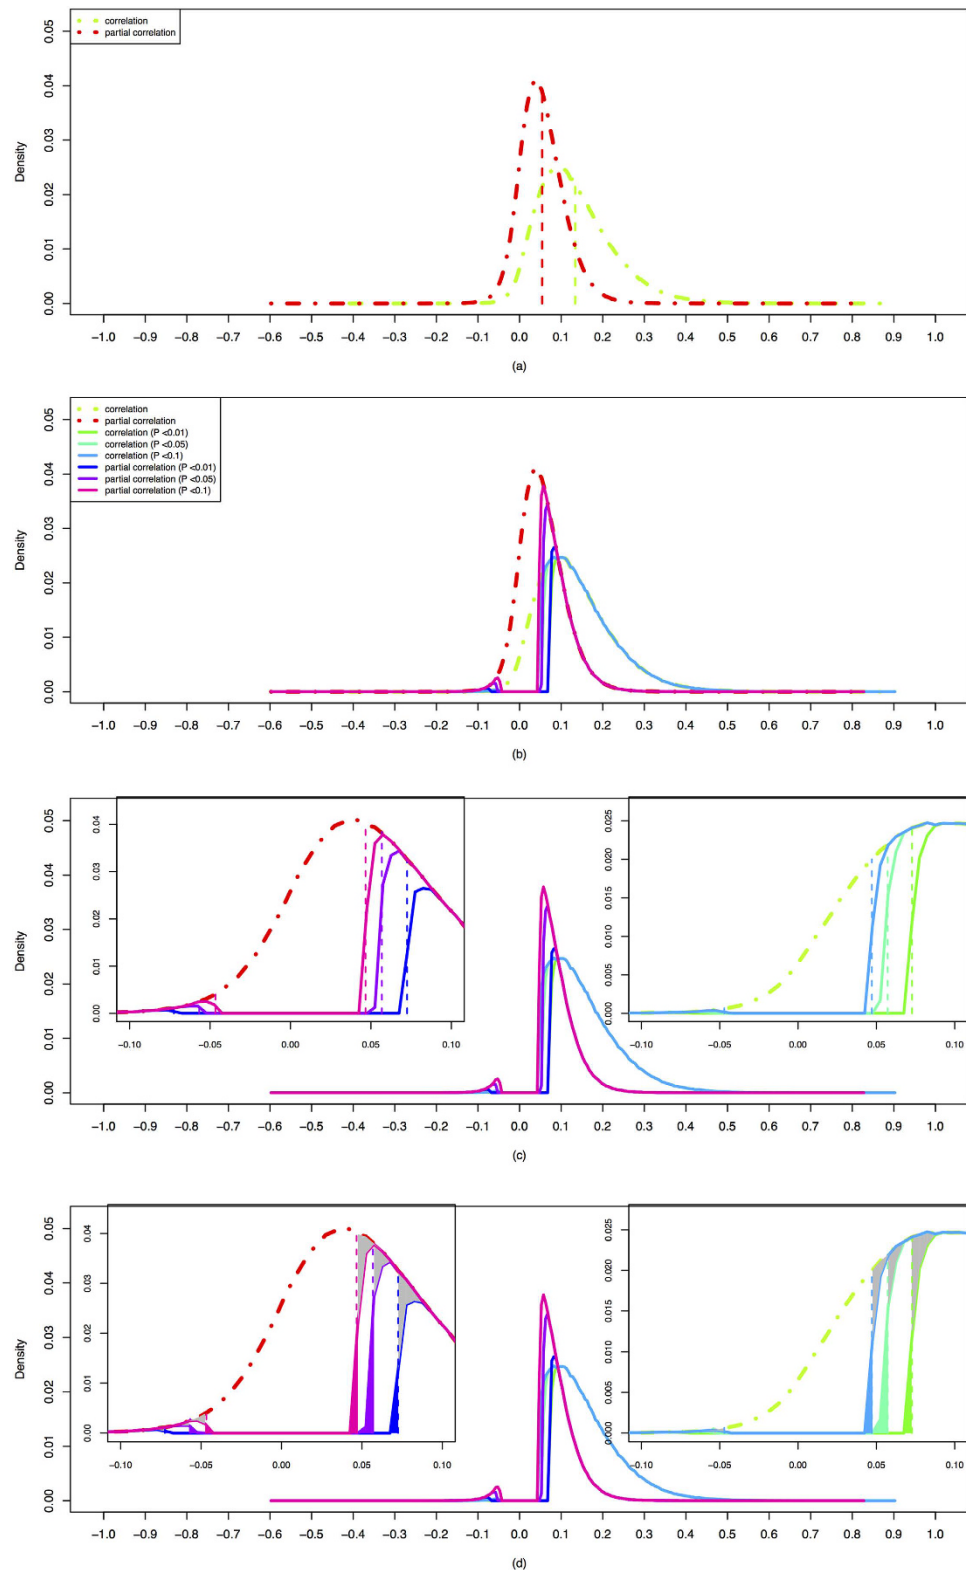 correlation
partial correlation
Density
0.00 0.01 0.02 0.03 0.04 0.05
−1.0 −0.9 −0.8 −0.7 −0.6 −0.5 −0.4 −0.3 −0.2 −0.1 0.0 0.1 0.2 0.3 0.4 0.5 0.6 0.7 0.8 0.9 1.0
(a)
correlation
partial correlation
correlation (P <0.01)
correlation (P <0.05)
correlation (P <0.1)
partial correlation (P <0.01)
partial correlation (P <0.05)
partial correlation (P <0.1)
Density
0.00 0.01 0.02 0.03 0.04 0.05
−1.0 −0.9 −0.8 −0.7 −0.6 −0.5 −0.4 −0.3 −0.2 −0.1 0.0 0.1 0.2 0.3 0.4 0.5 0.6 0.7 0.8 0.9 1.0
(b)
Density
0.00 0.01 0.02 0.03 0.04 0.05
0.00 0.01 0.02 0.03 0.04
−0.10 −0.05 0.00 0.05 0.10
0.000 0.005 0.010 0.015 0.020 0.025
−0.10 −0.05 0.00 0.05 0.10
−1.0 −0.9 −0.8 −0.7 −0.6 −0.5 −0.4 −0.3 −0.2 −0.1 0.0 0.1 0.2 0.3 0.4 0.5 0.6 0.7 0.8 0.9 1.0
(c)
Density
0.00 0.01 0.02 0.03 0.04 0.05
0.00 0.01 0.02 0.03 0.04
−0.10 −0.05 0.00 0.05 0.10
0.000 0.005 0.010 0.015 0.020 0.025
−0.10 −0.05 0.00 0.05 0.10
−1.0 −0.9 −0.8 −0.7 −0.6 −0.5 −0.4 −0.3 −0.2 −0.1 0.0 0.1 0.2 0.3 0.4 0.5 0.6 0.7 0.8 0.9 1.0
(d)